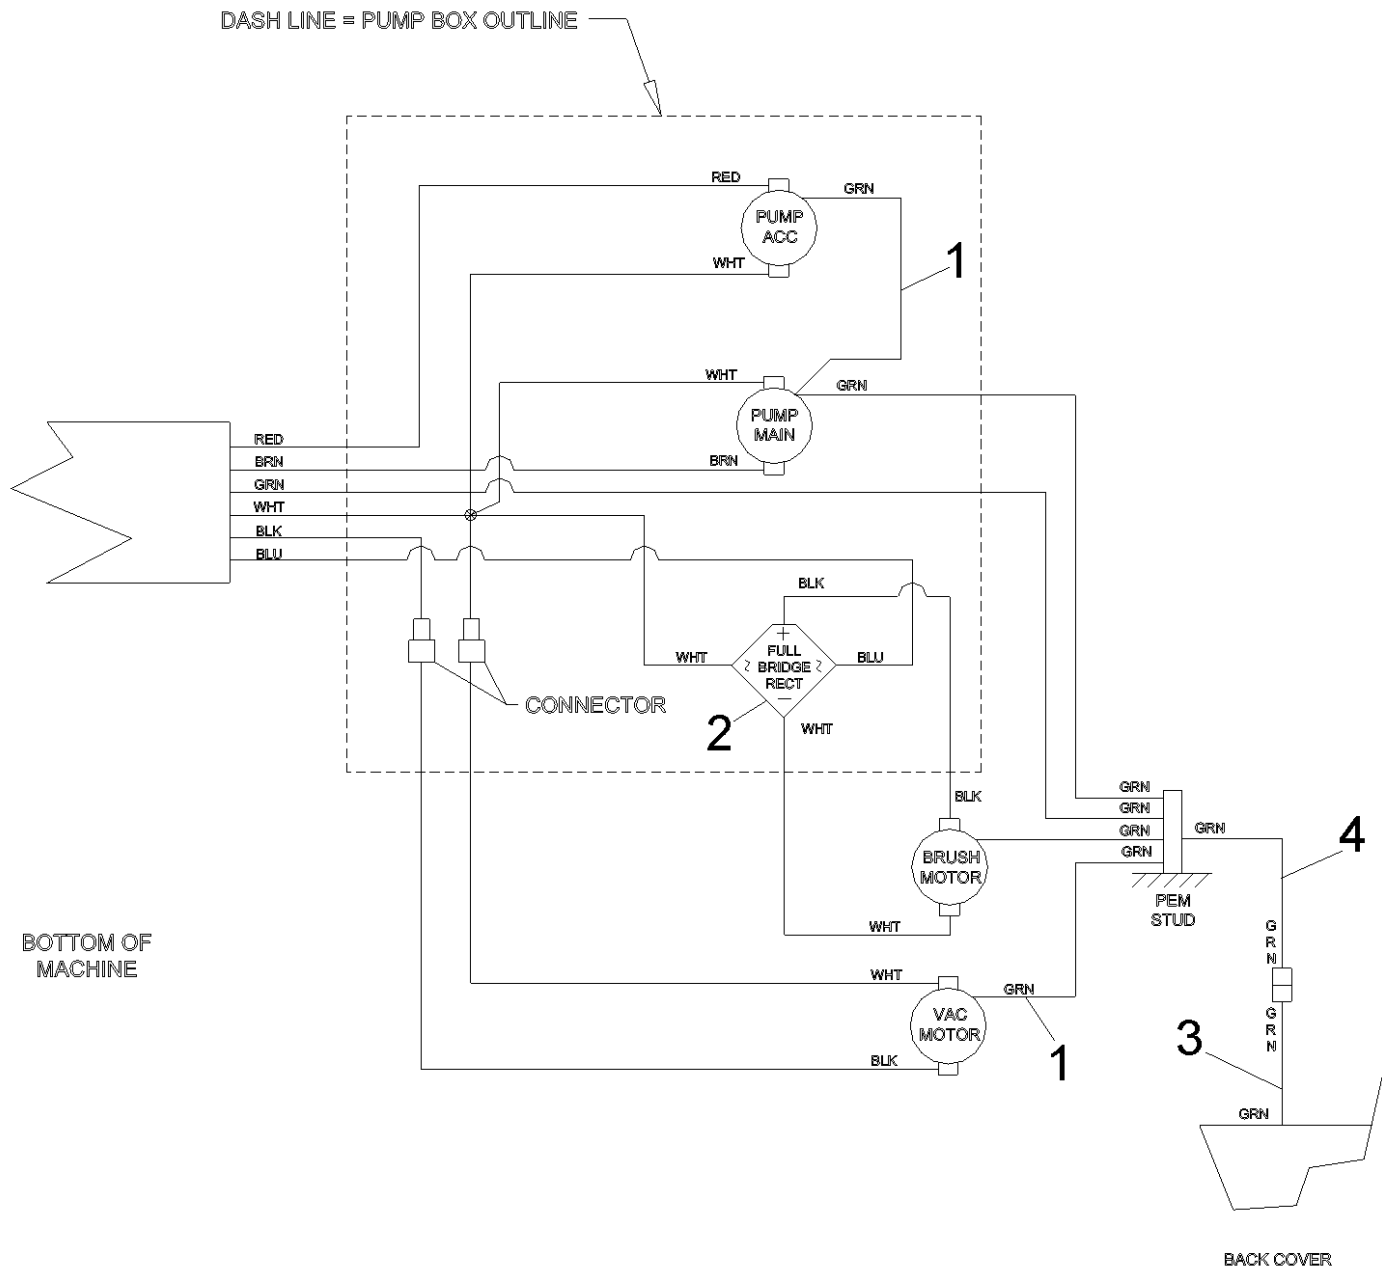 DASH LINE = PUMP BOX OUTLINE
RED
GRN
PUMP
ACC
WHT
1
WHT
GRN
PUMP
MAIN
BRN
RED
BRN
GRN
WHT
BLK
BLU
BLK
+
FULL
~ BRIDGE ~
RECT
−
WHT
BLU
CONNECTOR
2
WHT
BLK
GRN
GRN
GRN
GRN
GRN
4
BRUSH
MOTOR
PEM
STUD
WHT
GRN
BOTTOM OF
MACHINE
WHT
GRN
VAC
MOTOR
GRN
3
1
BLK
GRN
BACK COVER